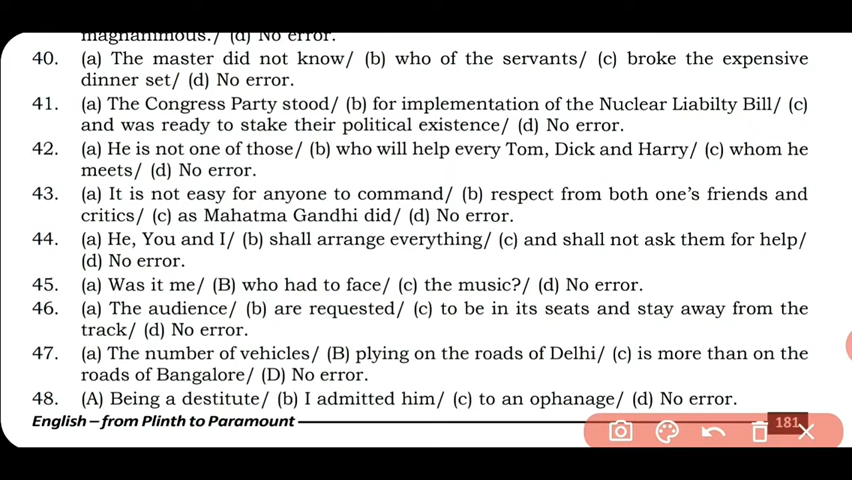 magnanimous./ (d) No error.
40. (a) The master did not know/ (b) who of the servants/ (c) broke the expensive
dinner set/ (d) No error.
41. (a) The Congress Party stood/ (b) for implementation of the Nuclear Liabilty Bill/ (c)
and was ready to stake their political existence/ (d) No error.
42. (a) He is not one of those/ (b) who will help every Tom, Dick and Harry/ (c) whom he
meets/ (d) No error.
43. (a) It is not easy for anyone to command/ (b) respect from both one's friends and
critics/ (c) as Mahatma Gandhi did/ (d) No error.
44. (a) He, You and I/ (b) shall arrange everything/ (c) and shall not ask them for help/
(d) No error.
45. (a) Was it me/ (B) who had to face/ (c) the music?/ (d) No error.
46. (a) The audience/ (b) are requested/ (c) to be in its seats and stay away from the
track/ (d) No error.
47. (a) The number of vehicles/ (B) plying on the roads of Delhi/ (c) is more than on the
roads of Bangalore/ (D) No error.
48. (A) Being a destitute/ (b) I admitted him/ (c) to an ophanage/ (d) No error.
English – from Plinth to Paramount 181